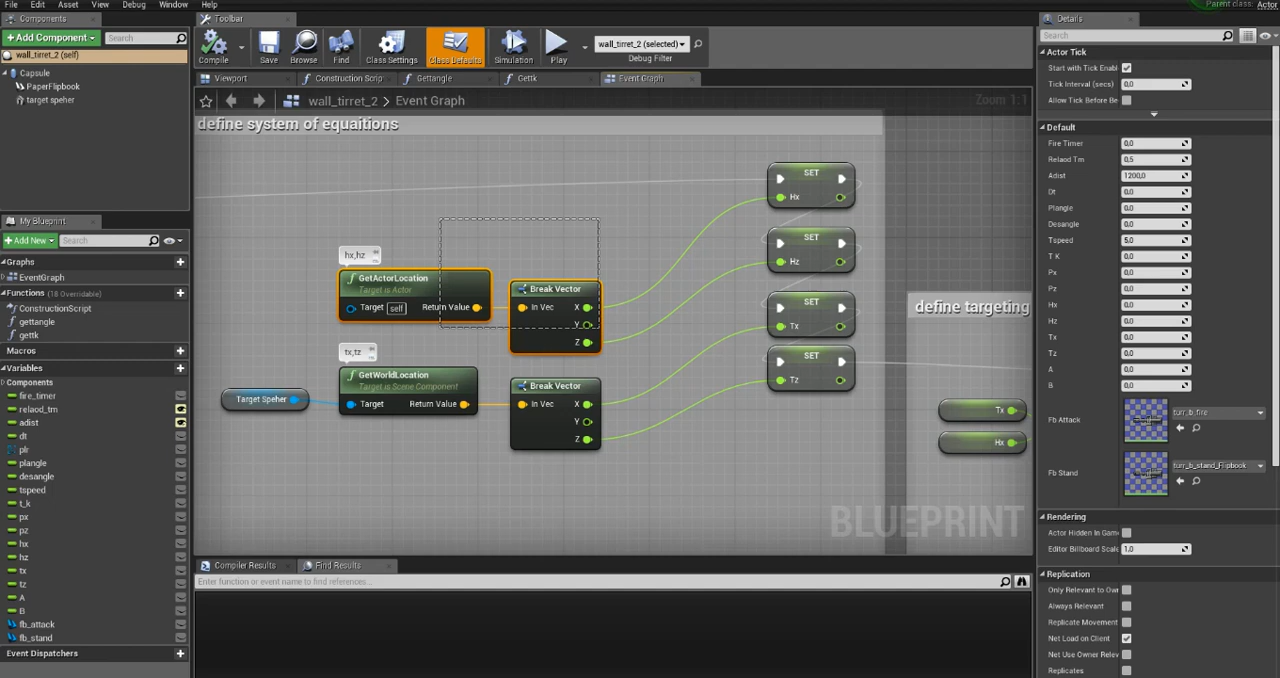 File Edit Asset View Debug Window Help
Parent class: Actor
Components
Toolbar
Details
+Add Component
Search
wall_tirret_2 (self)
Capsule
PaperFlipbook
target speher
Compile
Save
Browse
Find
Class Settings
Class Defaults
Simulation
Play
wall_tirret_2 (selected)
Debug Filter
Viewport
Construction Scrip
Gettangle
Gettk
Event Graph
wall_tirret_2 > Event Graph
Zoom 1:1
define system of equaitions
hx,hz
GetActorLocation
Target is Actor
Target self
Return Value
Break Vector
In Vec
X
Y
Z
tx,tz
GetWorldLocation
Target is Scene Component
Target
Return Value
Target Speher
Break Vector
In Vec
X
Y
Z
SET
Hx
SET
Hz
SET
Tx
SET
Tz
define targeting
Tx
Hx
BLUEPRINT
My Blueprint
+Add New
Search
Graphs
EventGraph
Functions (18 Overridable)
ConstructionScript
gettangle
gettk
Macros
Variables
Components
fire_timer
relaod_tm
adist
dt
plr
plangle
desangle
tspeed
t_k
px
pz
hx
hz
tx
tz
A
B
fb_attack
fb_stand
Event Dispatchers
Compiler Results
Find Results
Enter function or event name to find references...
Search
Actor Tick
Start with Tick Enabl
Tick Interval (secs) 0,0
Allow Tick Before Be
Default
Fire Timer 0,0
Relaod Tm 0,5
Adist 1200,0
Dt 0,0
Plangle 0,0
Desangle 0,0
Tspeed 5,0
T K 0,0
Px 0,0
Pz 0,0
Hx 0,0
Hz 0,0
Tx 0,0
Tz 0,0
A 0,0
B 0,0
Fb Attack
turr_b_fire
Fb Stand
turr_b_stand_Flipbook
Rendering
Actor Hidden In Game
Editor Billboard Scale 1,0
Replication
Only Relevant to Own
Always Relevant
Replicate Movement
Net Load on Client
Net Use Owner Relev
Replicates